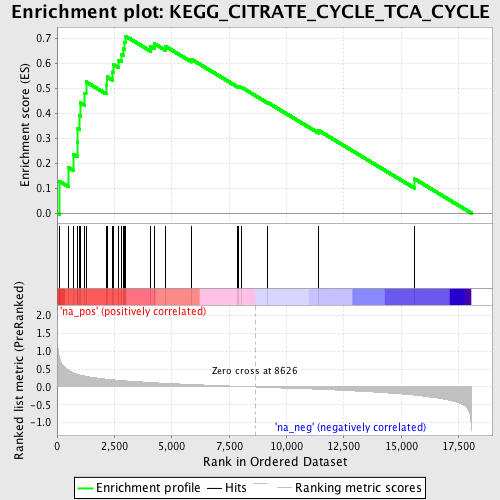 Enrichment plot: KEGG_CITRATE_CYCLE_TCA_CYCLE
Enrichment score (ES)
0.7
0.6
0.5
0.4
0.3
0.2
0.1
0.0
'na_pos' (positively correlated)
Ranked list metric (PreRanked)
2.0
1.5
1.0
0.5
0.0
-0.5
-1.0
Zero cross at 8626
'na_neg' (negatively correlated)
0 2,500 5,000 7,500 10,000 12,500 15,000 17,500
Rank in Ordered Dataset
Enrichment profile Hits Ranking metric scores